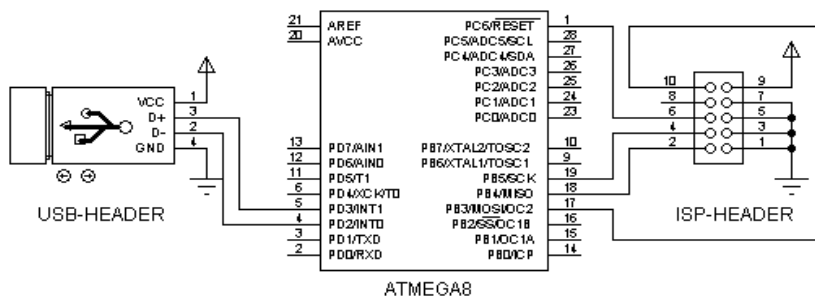 21 AREF PC6/RESET 1
20 AVCC PC5/ADC5/SCL 28
PC4/ADC4/SDA 27
PC3/ADC3 26
PC2/ADC2 25
PC1/ADC1 24
PC0/ADC0 23
13 PD7/AIN1 PB7/XTAL2/TOSC2 10
12 PD6/AIN0 PB6/XTAL1/TOSC1 9
11 PD5/T1 PB5/SCK 19
6 PD4/XCK/T0 PB4/MISO 18
5 PD3/INT1 PB3/MOSI/OC2 17
4 PD2/INT0 PB2/SS/OC1B 16
3 PD1/TXD PB1/OC1A 15
2 PD0/RXD PB0/ICP 14
ATMEGA8
VCC 1
D+ 3
D- 2
GND 4
USB-HEADER
10 9
8 7
6 5
4 3
2 1
ISP-HEADER